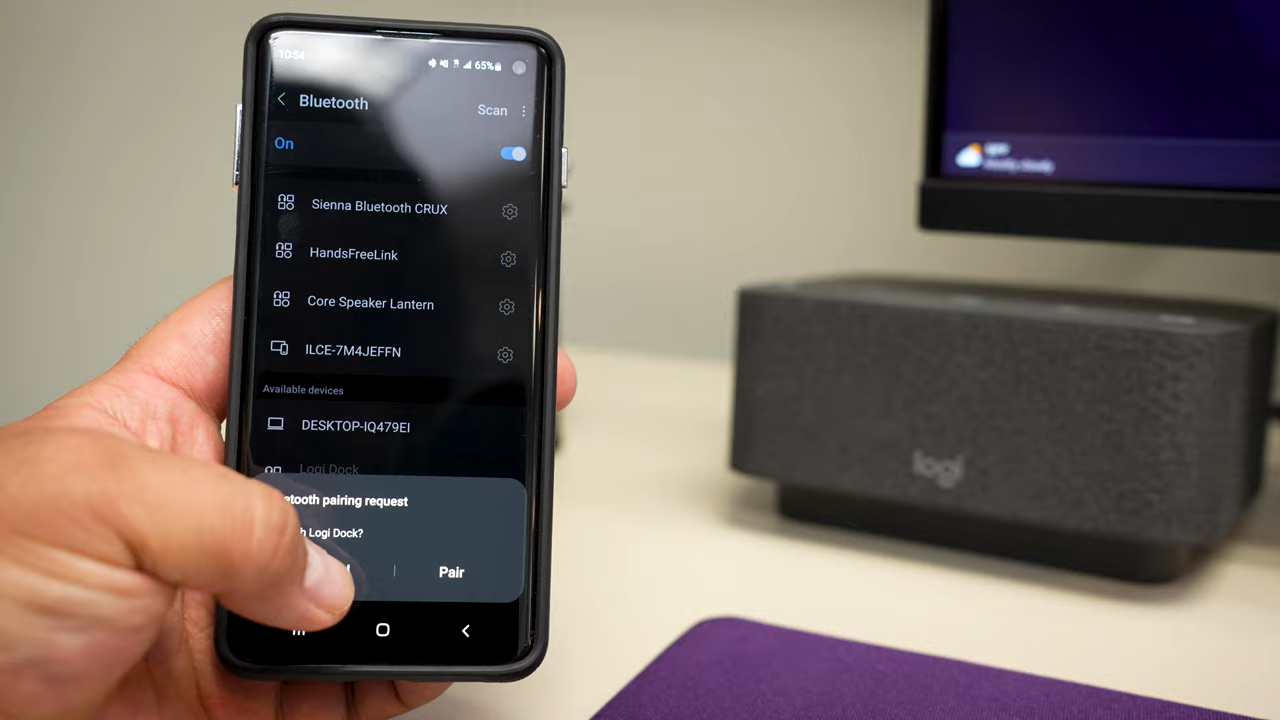 10:54
65%
Bluetooth
Scan
On
Sienna Bluetooth CRUX
HandsFreeLink
Core Speaker Lantern
ILCE-7M4JEFFN
Available devices
DESKTOP-IQ479EI
Logi Dock
etooth pairing request
h Logi Dock?
Pair
logi